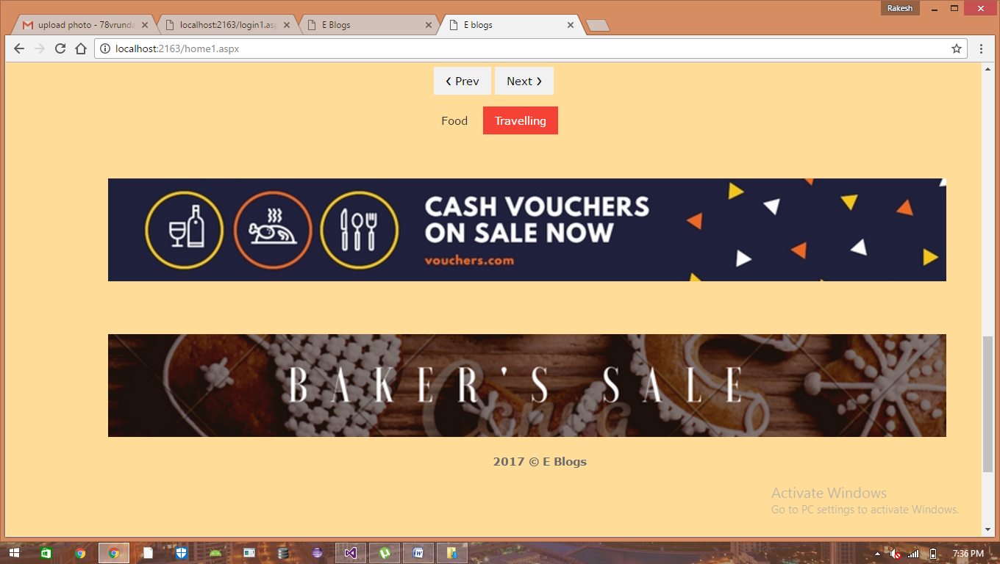 Rakesh
upload photo - 78vrunda
localhost:2163/login1.asp
E Blogs
E blogs
localhost:2163/home1.aspx
‹ Prev
Next ›
Food
Travelling
CASH VOUCHERS
ON SALE NOW
vouchers.com
BAKER'S SALE
Canva
2017 © E Blogs
Activate Windows
Go to PC settings to activate Windows.
7:36 PM